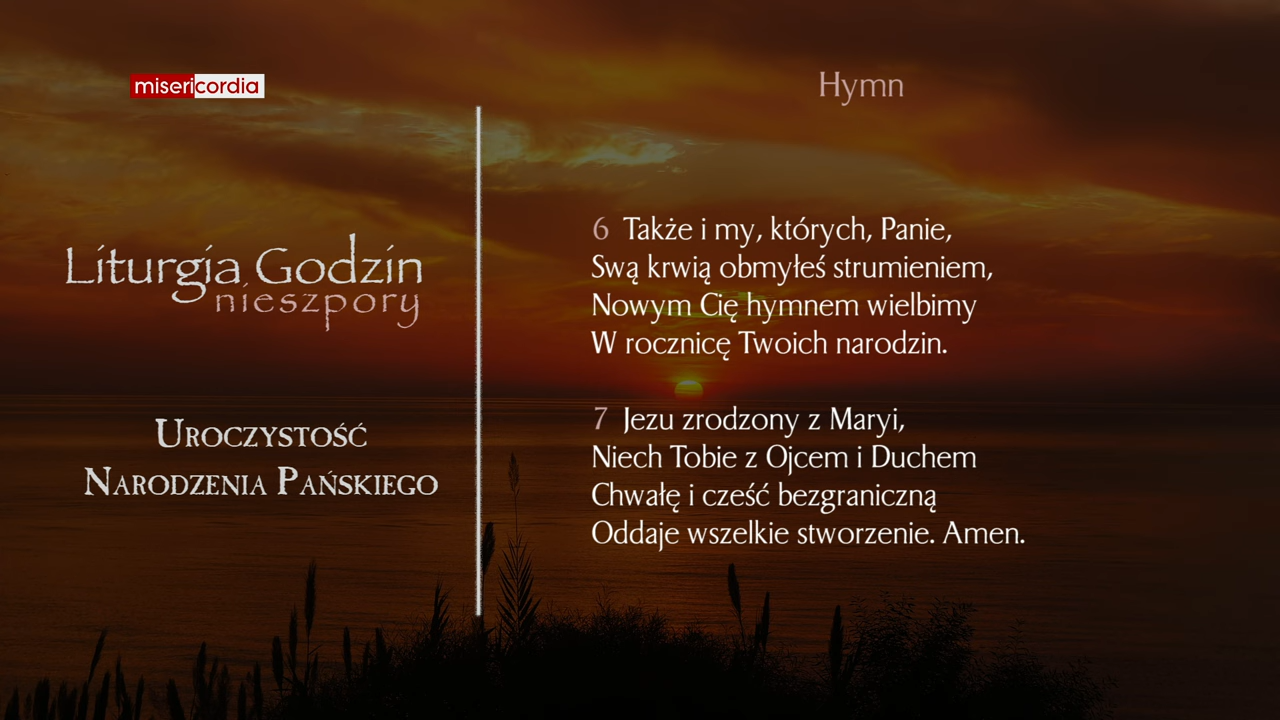 misericordia
Liturgia Godzin
nieszpory
Uroczystość
Narodzenia Pańskiego
Hymn
6 Także i my, których, Panie,
Swą krwią obmyłeś strumieniem,
Nowym Cię hymnem wielbimy
W rocznicę Twoich narodzin.
7 Jezu zrodzony z Maryi,
Niech Tobie z Ojcem i Duchem
Chwałę i cześć bezgraniczną
Oddaje wszelkie stworzenie. Amen.